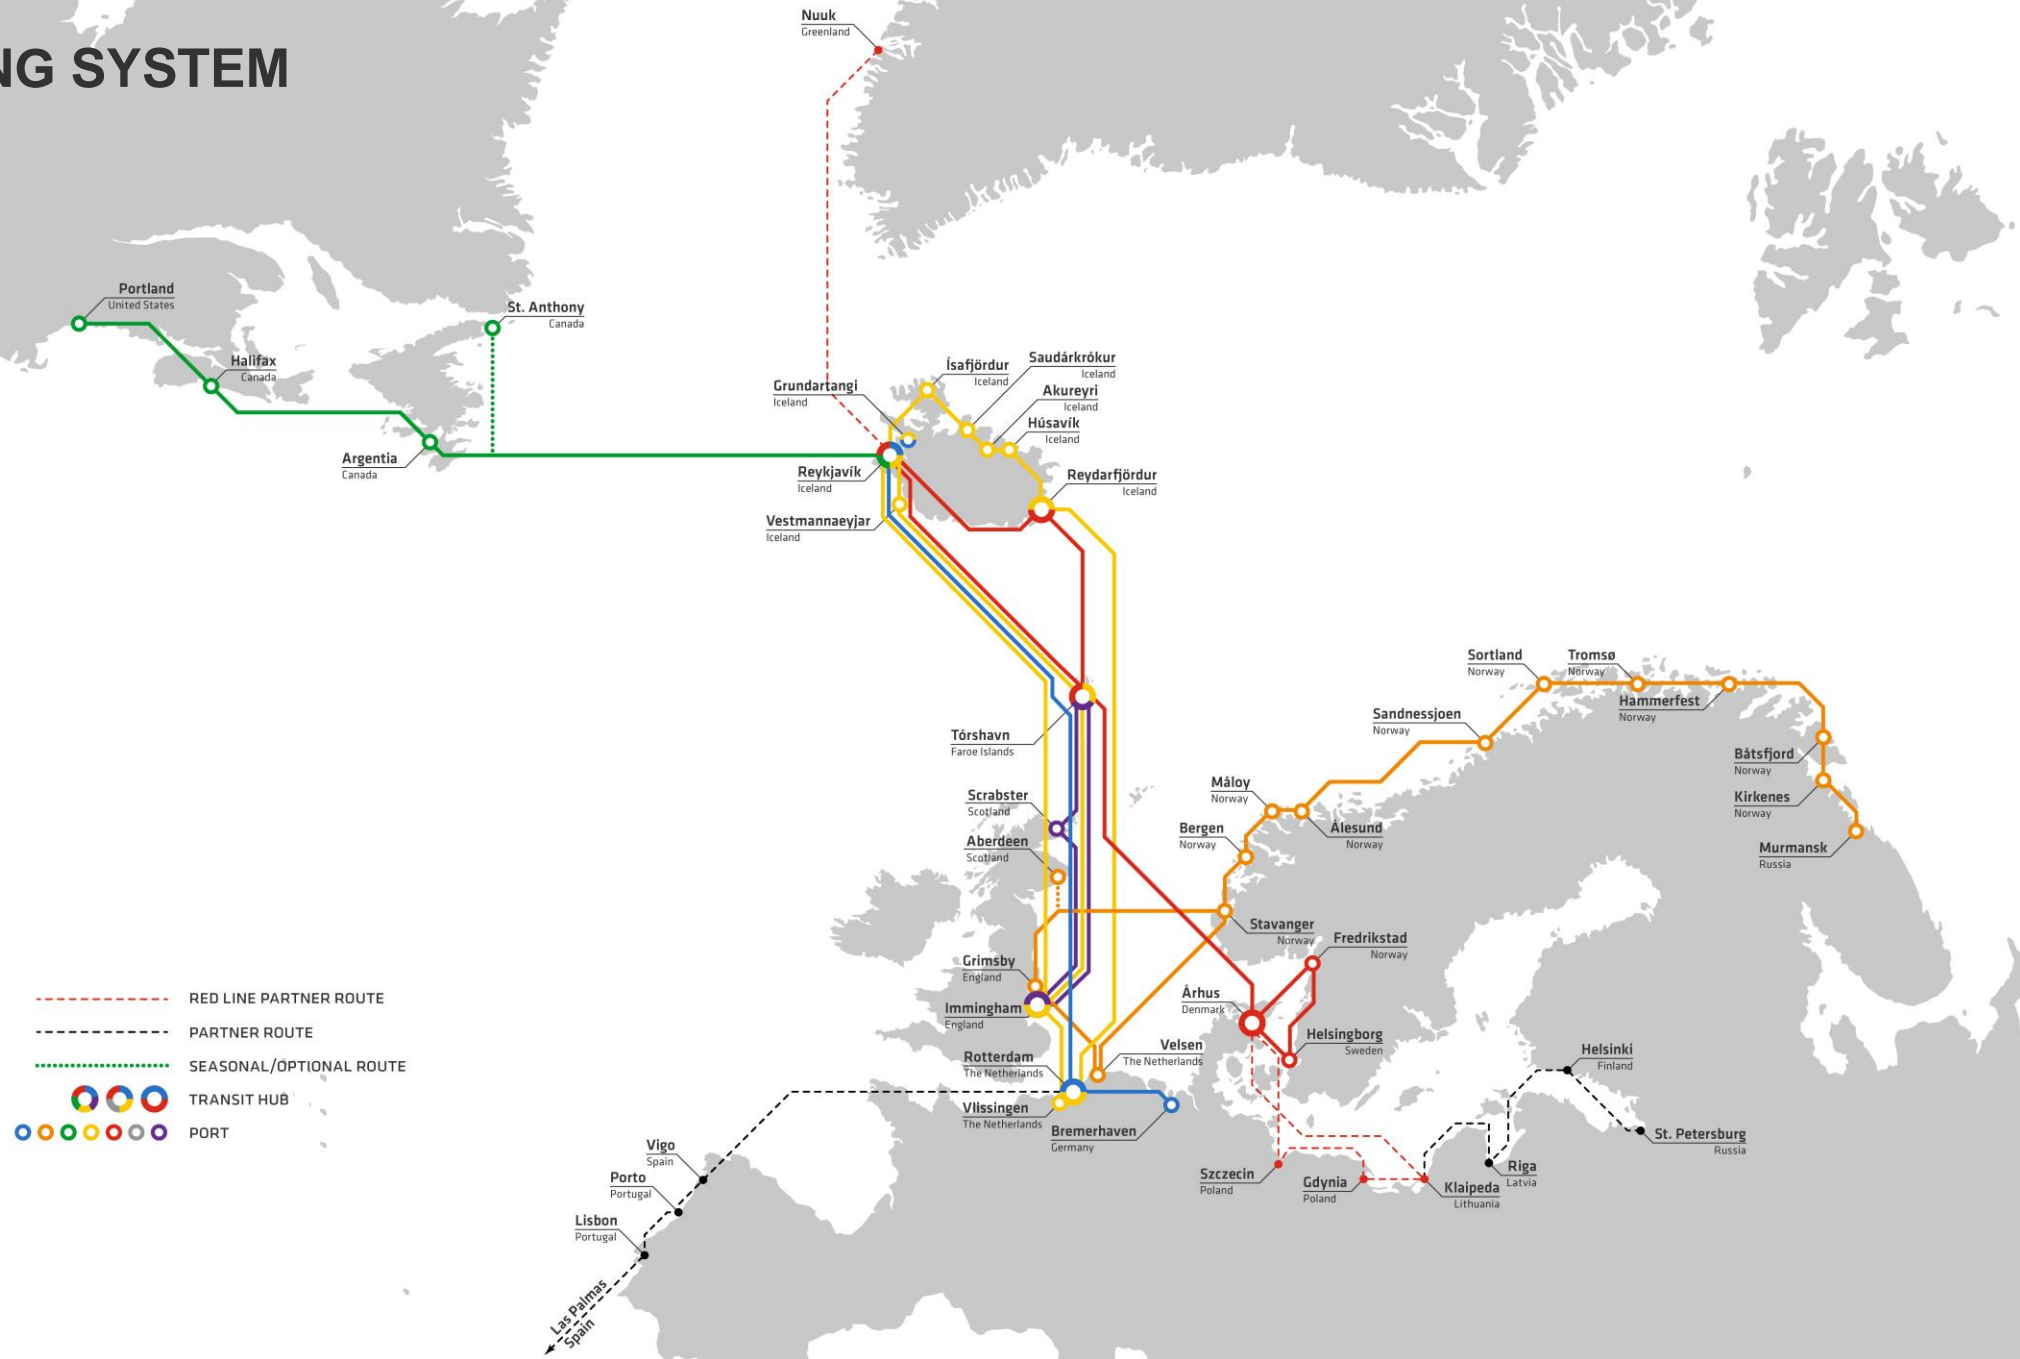 NG SYSTEM
Nuuk
Greenland
Portland
United States
St. Anthony
Canada
Halifax
Canada
Argentia
Canada
Grundartangi
Iceland
Ísafjördur
Iceland
Saudárkrókur
Iceland
Akureyri
Iceland
Húsavík
Iceland
Reykjavík
Iceland
Reydarfjördur
Iceland
Vestmannaeyjar
Iceland
Tórshavn
Faroe Islands
Scrabster
Scotland
Aberdeen
Scotland
Grimsby
England
Immingham
England
Rotterdam
The Netherlands
Velsen
The Netherlands
Vlissingen
The Netherlands
Bremerhaven
Germany
Sortland
Norway
Tromsø
Norway
Hammerfest
Norway
Sandnessjoen
Norway
Båtsfjord
Norway
Kirkenes
Norway
Murmansk
Russia
Måloy
Norway
Ålesund
Norway
Bergen
Norway
Stavanger
Norway
Fredrikstad
Norway
Århus
Denmark
Helsingborg
Sweden
Helsinki
Finland
St. Petersburg
Russia
Riga
Latvia
Klaipeda
Lithuania
Gdynia
Poland
Szczecin
Poland
Vigo
Spain
Porto
Portugal
Lisbon
Portugal
Las Palmas
Spain
RED LINE PARTNER ROUTE
PARTNER ROUTE
SEASONAL/OPTIONAL ROUTE
TRANSIT HUB
PORT